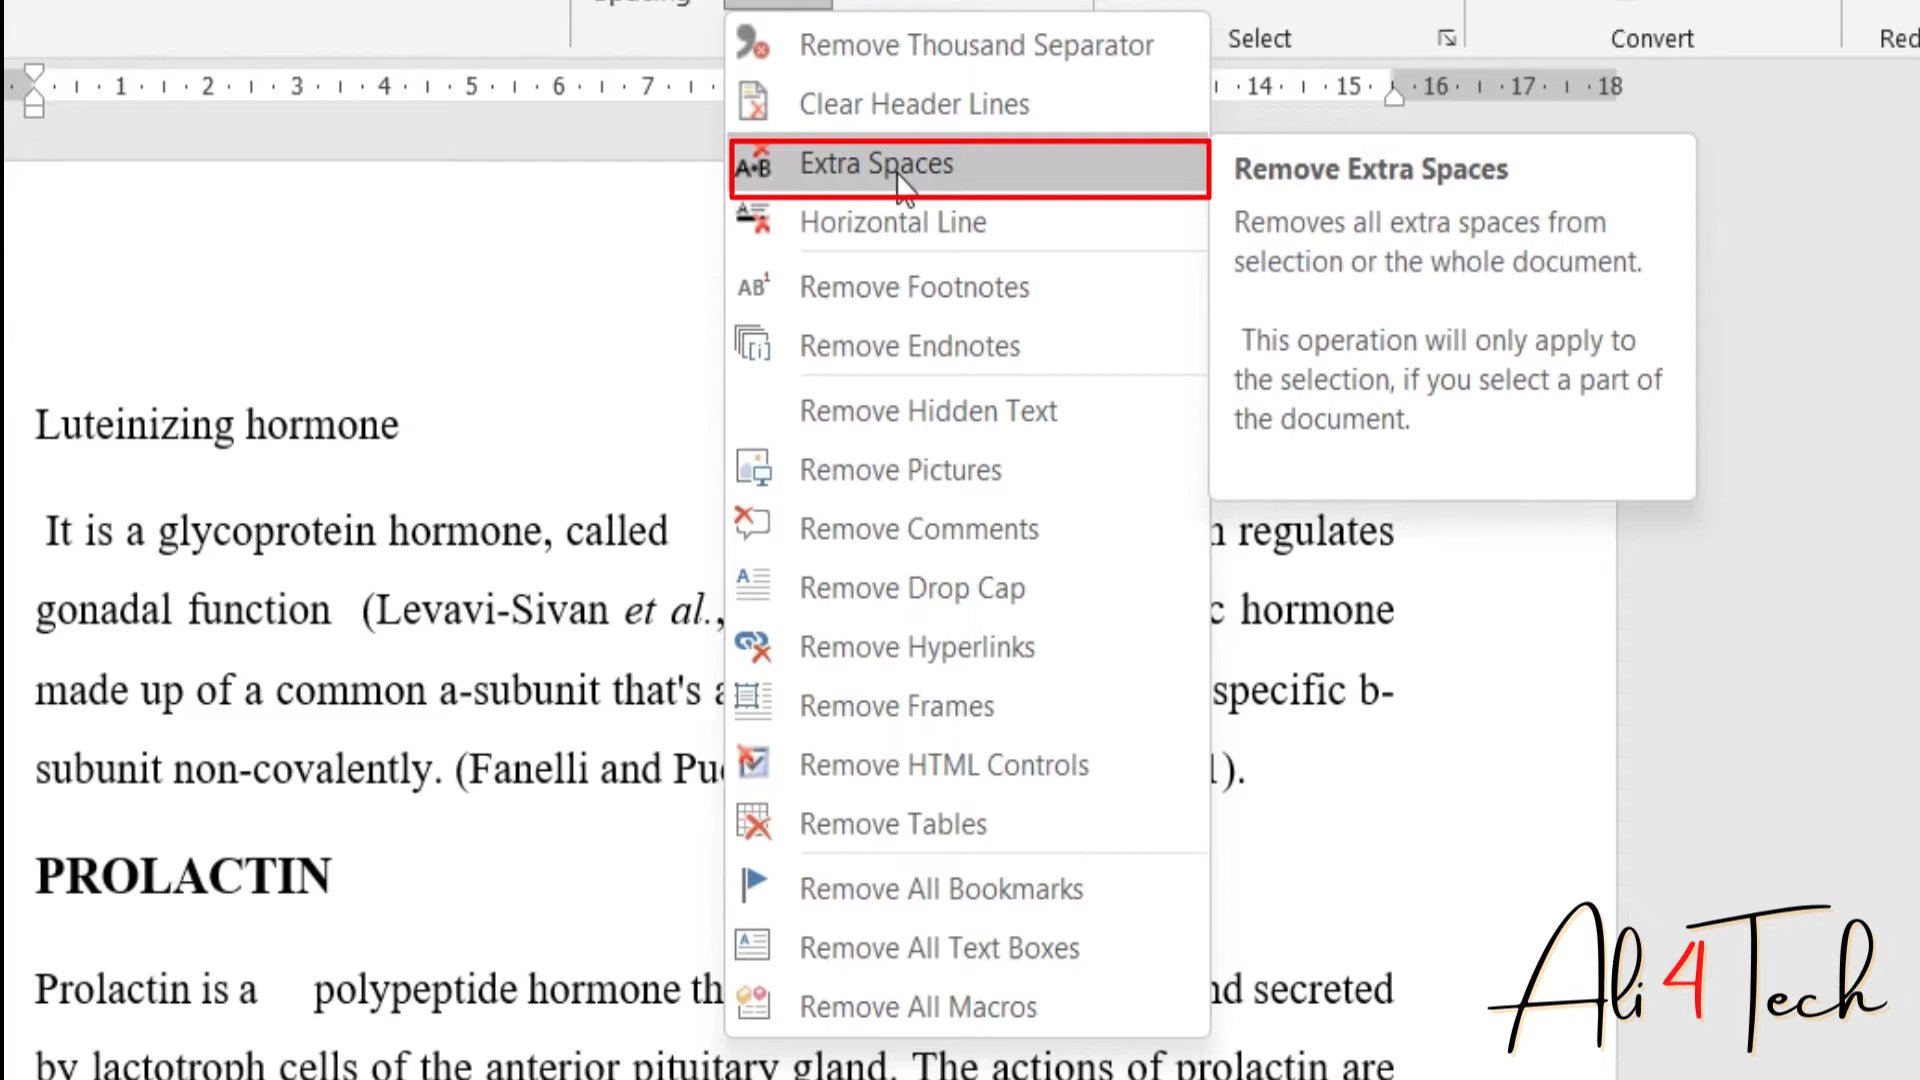 Spacing
Select
Convert
Red
1 2 3 4 5 6 7 14 15 16 17 18
Remove Thousand Separator
Clear Header Lines
Extra Spaces
Horizontal Line
Remove Footnotes
Remove Endnotes
Remove Hidden Text
Remove Pictures
Remove Comments
Remove Drop Cap
Remove Hyperlinks
Remove Frames
Remove HTML Controls
Remove Tables
Remove All Bookmarks
Remove All Text Boxes
Remove All Macros
Remove Extra Spaces
Removes all extra spaces from
selection or the whole document.
This operation will only apply to
the selection, if you select a part of
the document.
Luteinizing hormone
It is a glycoprotein hormone, called regulates
gonadal function (Levavi-Sivan et al., hormone
made up of a common a-subunit that's specific b-
subunit non-covalently. (Fanelli and 1).
PROLACTIN
Prolactin is a polypeptide hormone secreted
by lactotroph cells of the anterior pituitary gland. The actions of prolactin are
Ali 4 Tech